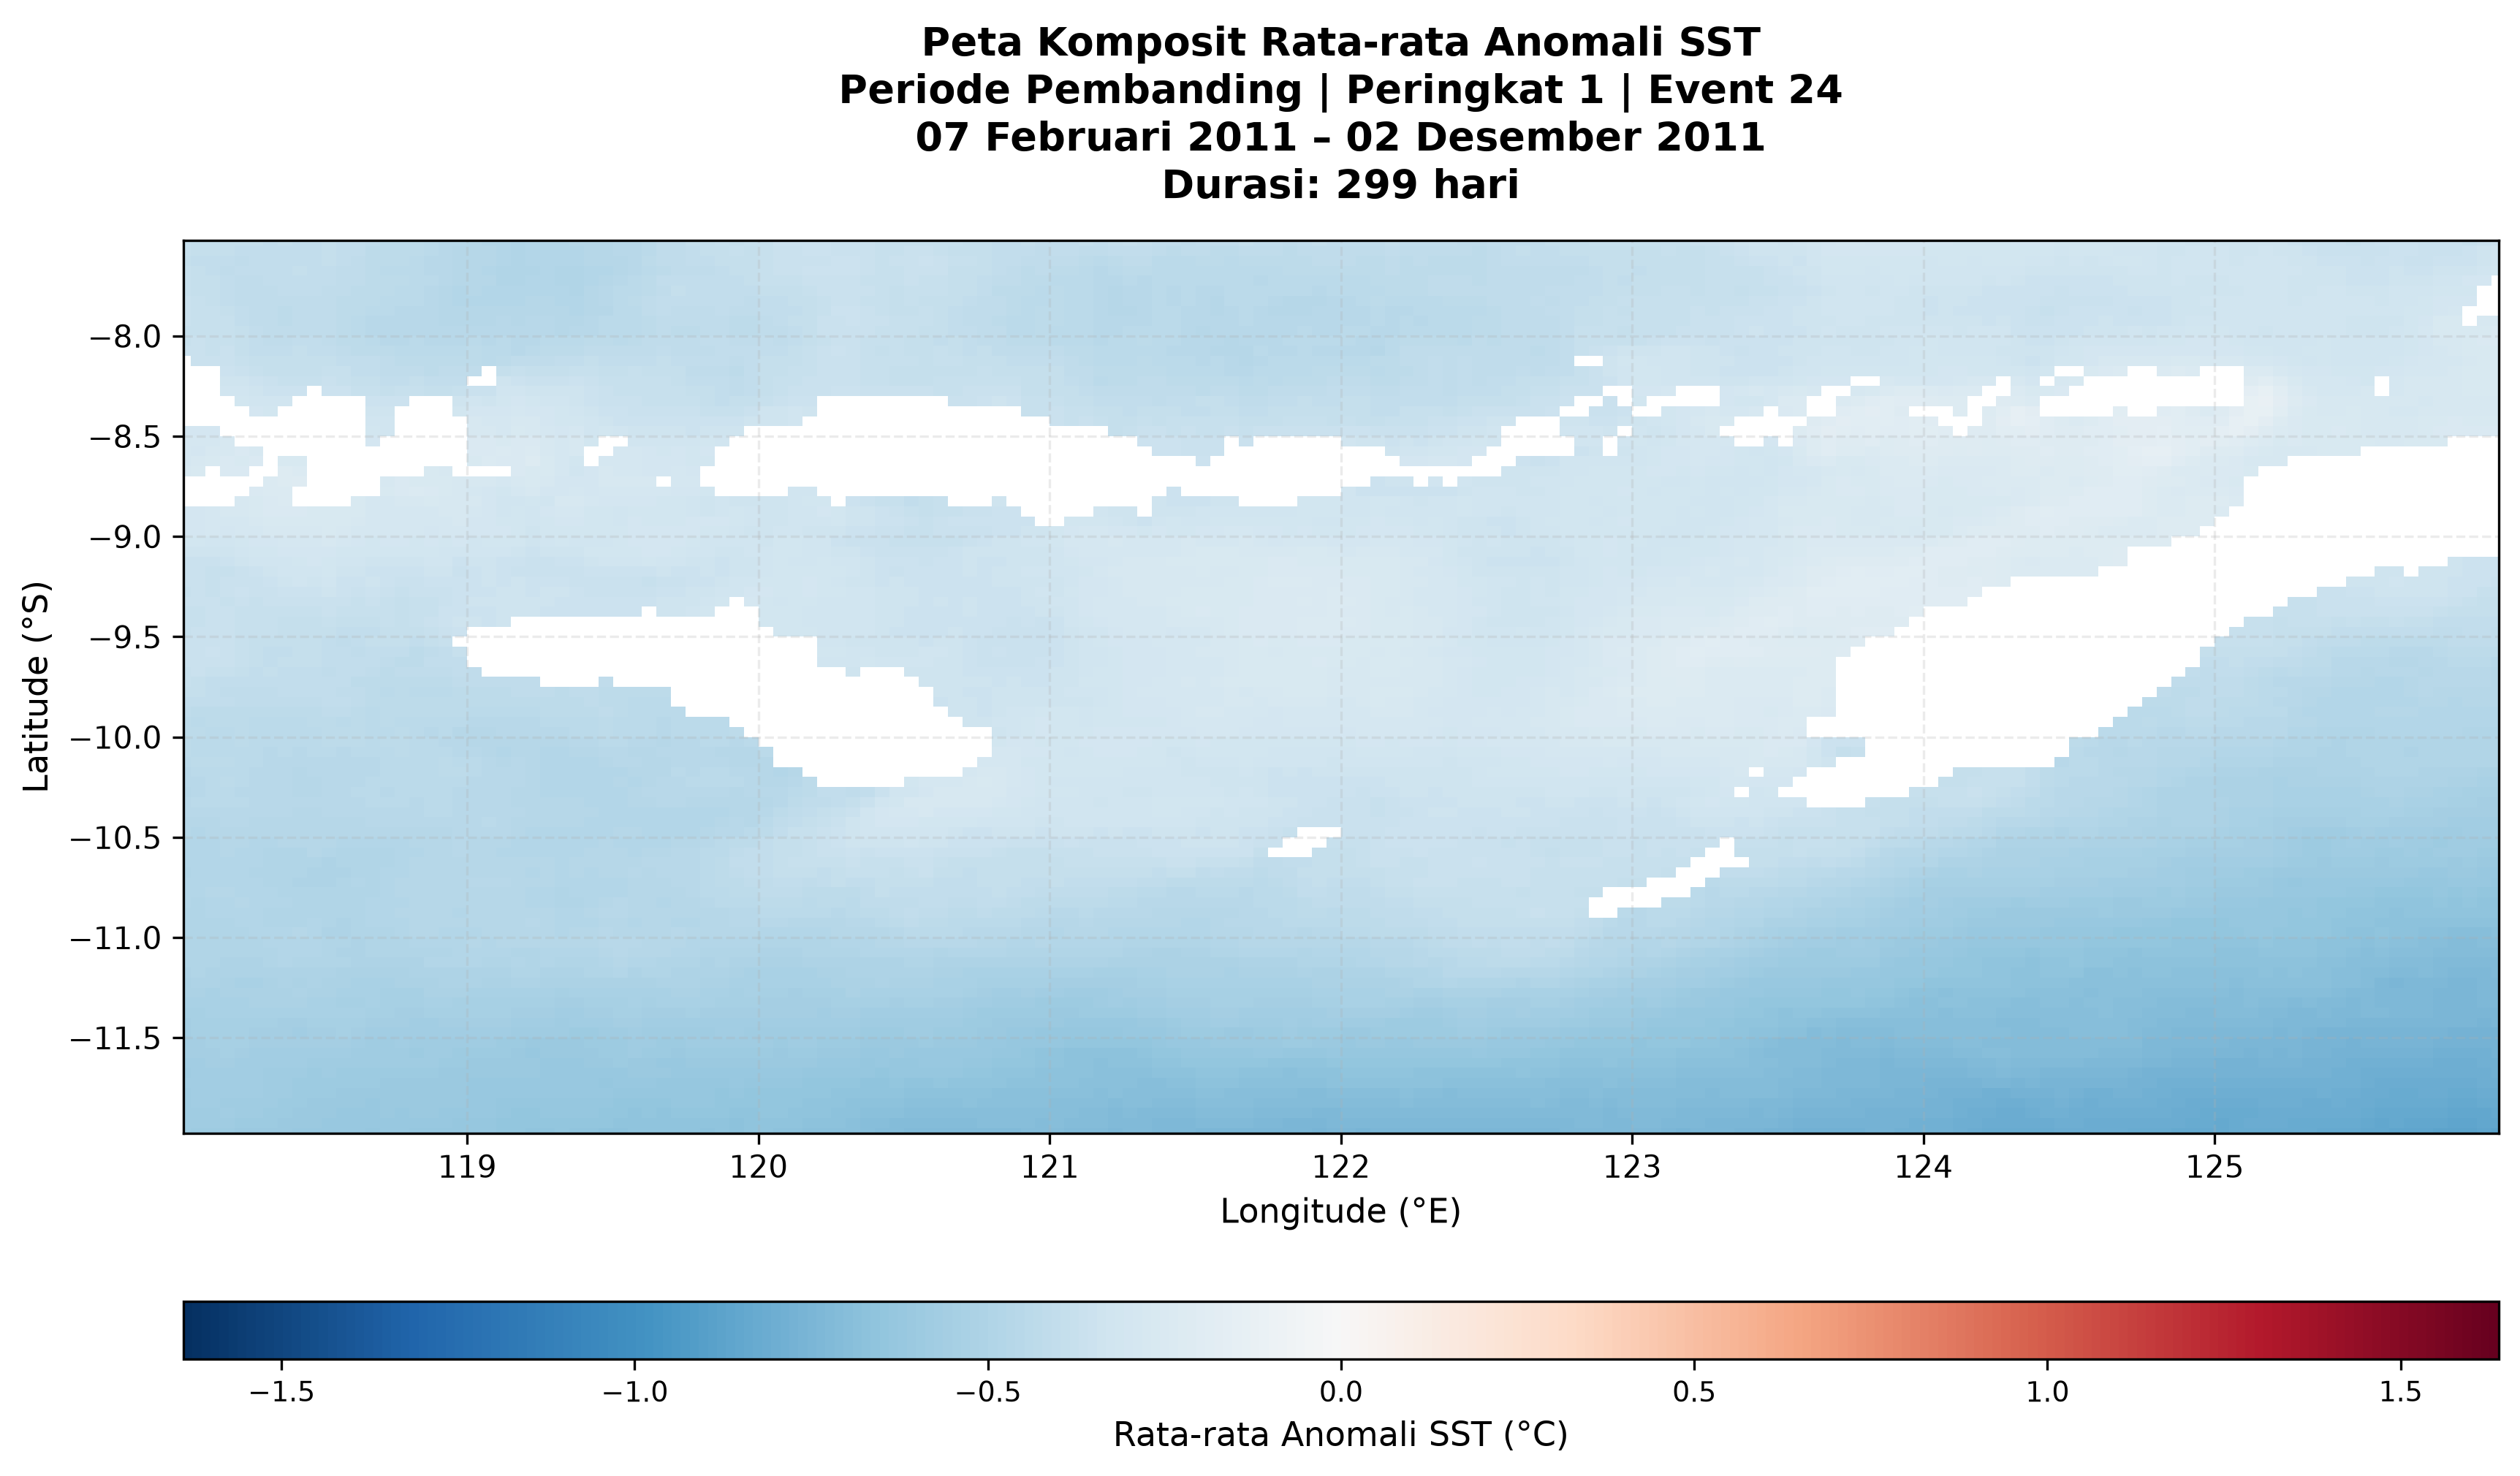 Peta Komposit Rata-rata Anomali SST
Periode Pembanding | Peringkat 1 | Event 24
07 Februari 2011 – 02 Desember 2011
Durasi: 299 hari
−8.0
−8.5
−9.0
−9.5
−10.0
−10.5
−11.0
−11.5
Latitude (°S)
119 120 121 122 123 124 125
Longitude (°E)
−1.5 −1.0 −0.5 0.0 0.5 1.0 1.5
Rata-rata Anomali SST (°C)